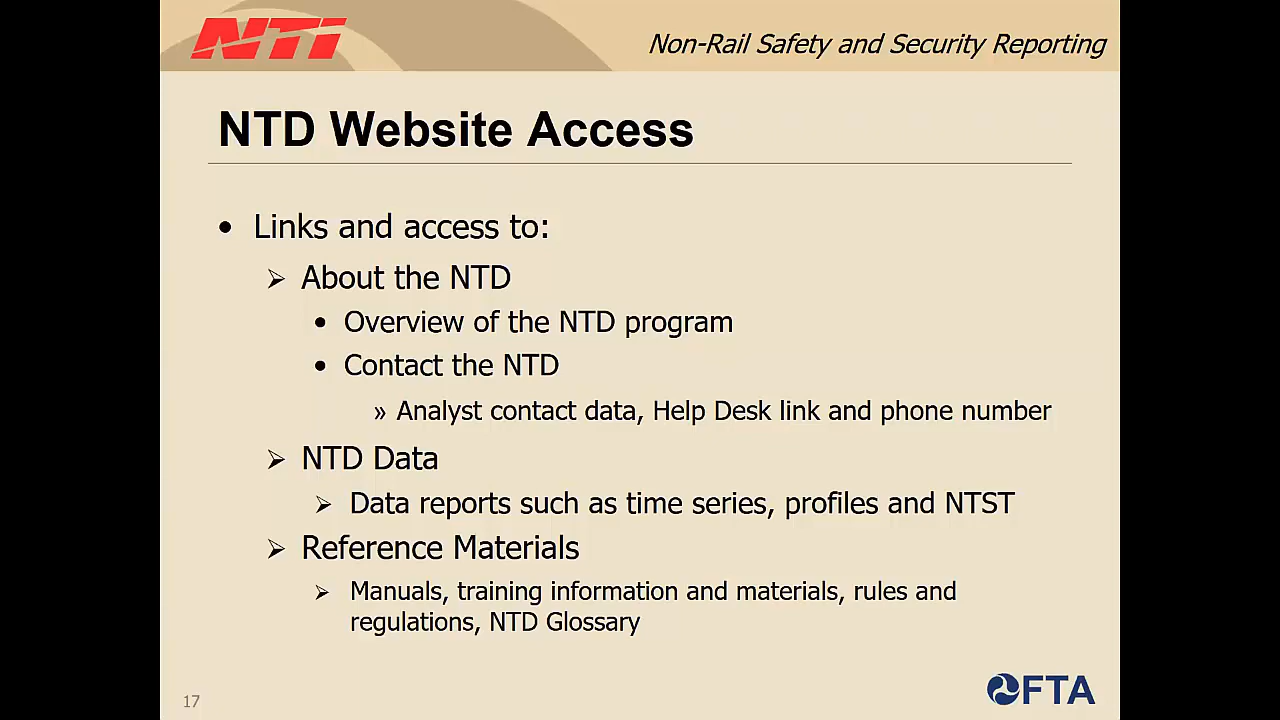 NTI
Non-Rail Safety and Security Reporting
NTD Website Access
• Links and access to:
➢ About the NTD
• Overview of the NTD program
• Contact the NTD
» Analyst contact data, Help Desk link and phone number
➢ NTD Data
➢ Data reports such as time series, profiles and NTST
➢ Reference Materials
➢ Manuals, training information and materials, rules and
regulations, NTD Glossary
17
FTA